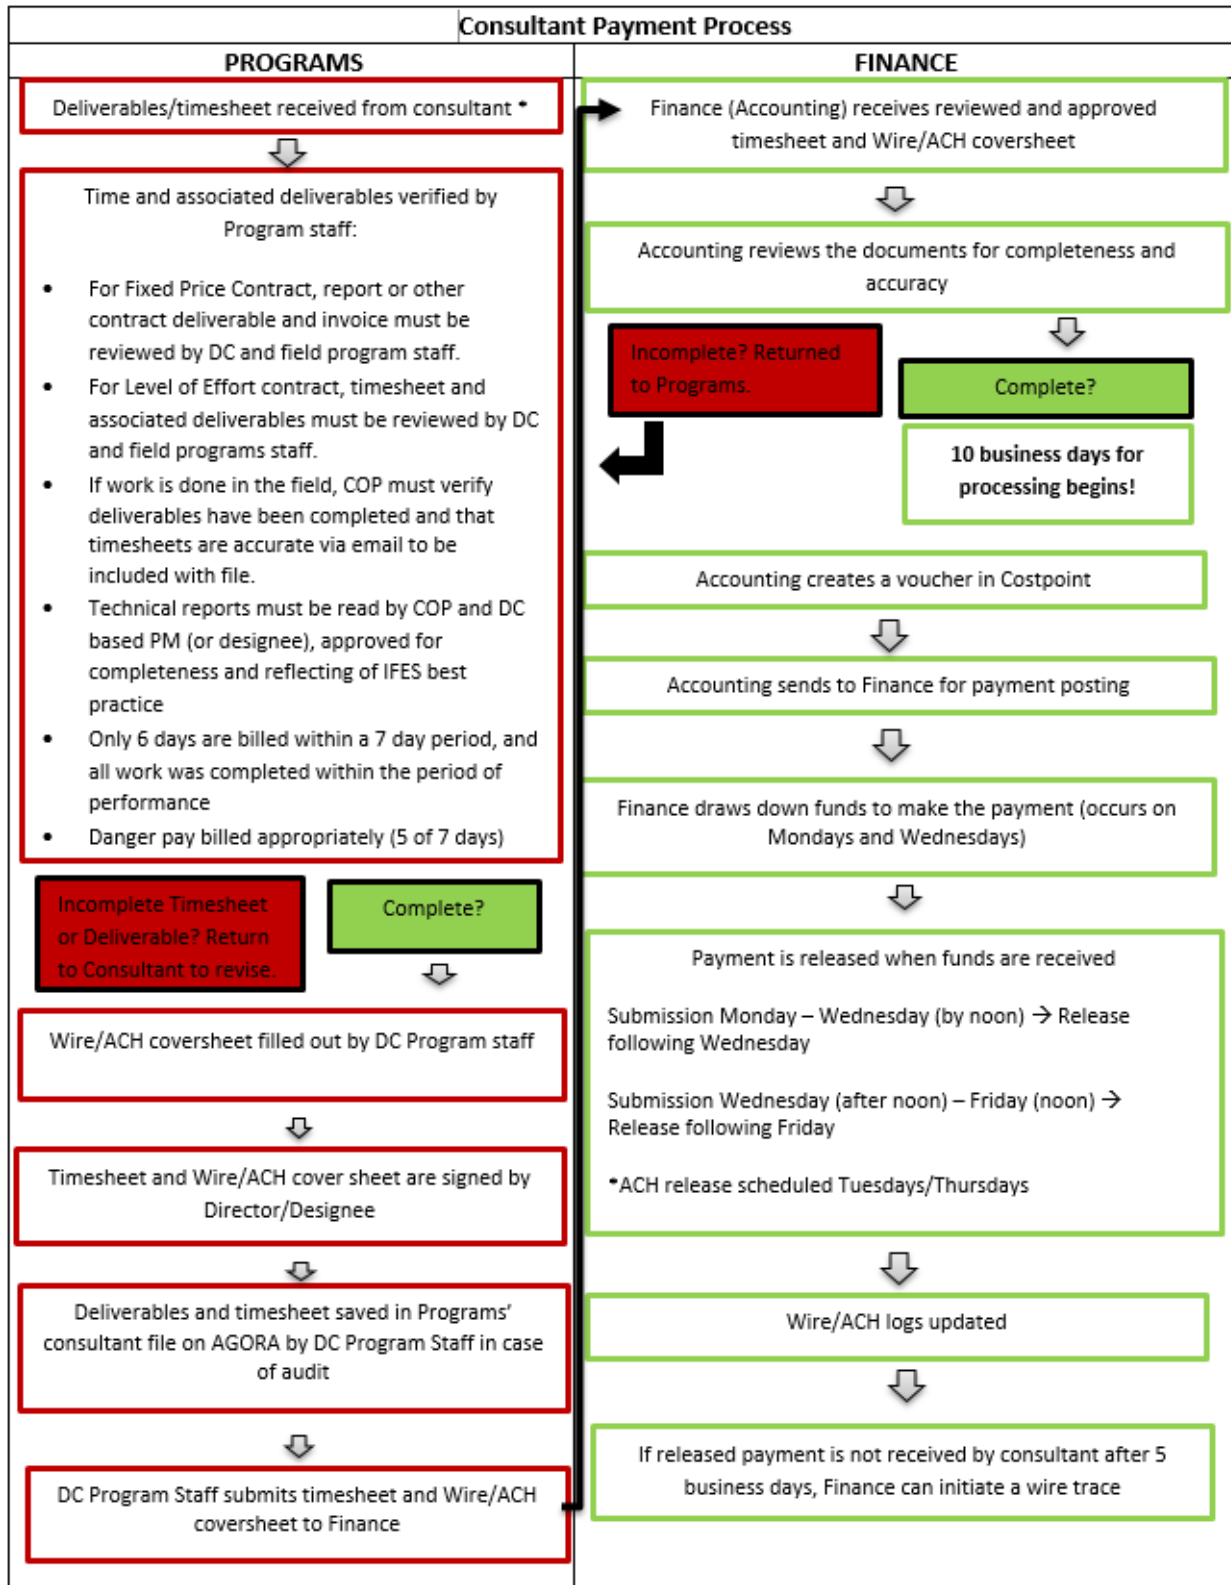 Consultant Payment Process
PROGRAMS
Deliverables/timesheet received from consultant *
Time and associated deliverables verified by
Program staff:
• For Fixed Price Contract, report or other
contract deliverable and invoice must be
reviewed by DC and field program staff.
• For Level of Effort contract, timesheet and
associated deliverables must be reviewed by DC
and field programs staff.
• If work is done in the field, COP must verify
deliverables have been completed and that
timesheets are accurate via email to be
included with file.
• Technical reports must be read by COP and DC
based PM (or designee), approved for
completeness and reflecting of IFES best
practice
• Only 6 days are billed within a 7 day period, and
all work was completed within the period of
performance
• Danger pay billed appropriately (5 of 7 days)
Incomplete Timesheet
or Deliverable? Return
to Consultant to revise.
Complete?
Wire/ACH coversheet filled out by DC Program staff
Timesheet and Wire/ACH cover sheet are signed by
Director/Designee
Deliverables and timesheet saved in Programs'
consultant file on AGORA by DC Program Staff in case
of audit
DC Program Staff submits timesheet and Wire/ACH
coversheet to Finance
FINANCE
Finance (Accounting) receives reviewed and approved
timesheet and Wire/ACH coversheet
Accounting reviews the documents for completeness and
accuracy
Incomplete? Returned
to Programs.
Complete?
10 business days for
processing begins!
Accounting creates a voucher in Costpoint
Accounting sends to Finance for payment posting
Finance draws down funds to make the payment (occurs on
Mondays and Wednesdays)
Payment is released when funds are received
Submission Monday – Wednesday (by noon) → Release
following Wednesday
Submission Wednesday (after noon) – Friday (noon) →
Release following Friday
*ACH release scheduled Tuesdays/Thursdays
Wire/ACH logs updated
If released payment is not received by consultant after 5
business days, Finance can initiate a wire trace